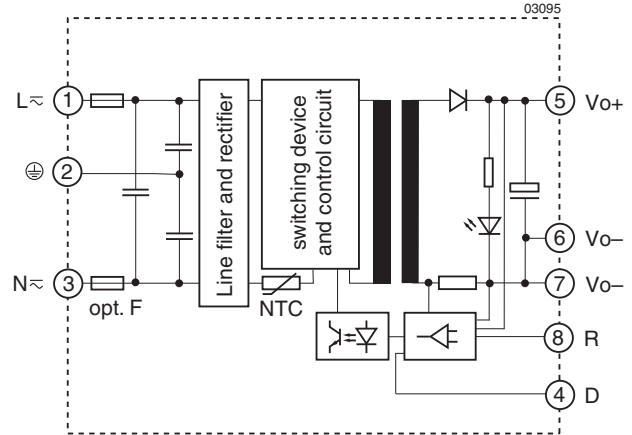 03095
L≂ 1
2
N≂ 3
opt. F
Line filter and rectifier
switching device
and control circuit
NTC
5 Vo+
6 Vo–
7 Vo–
8 R
4 D